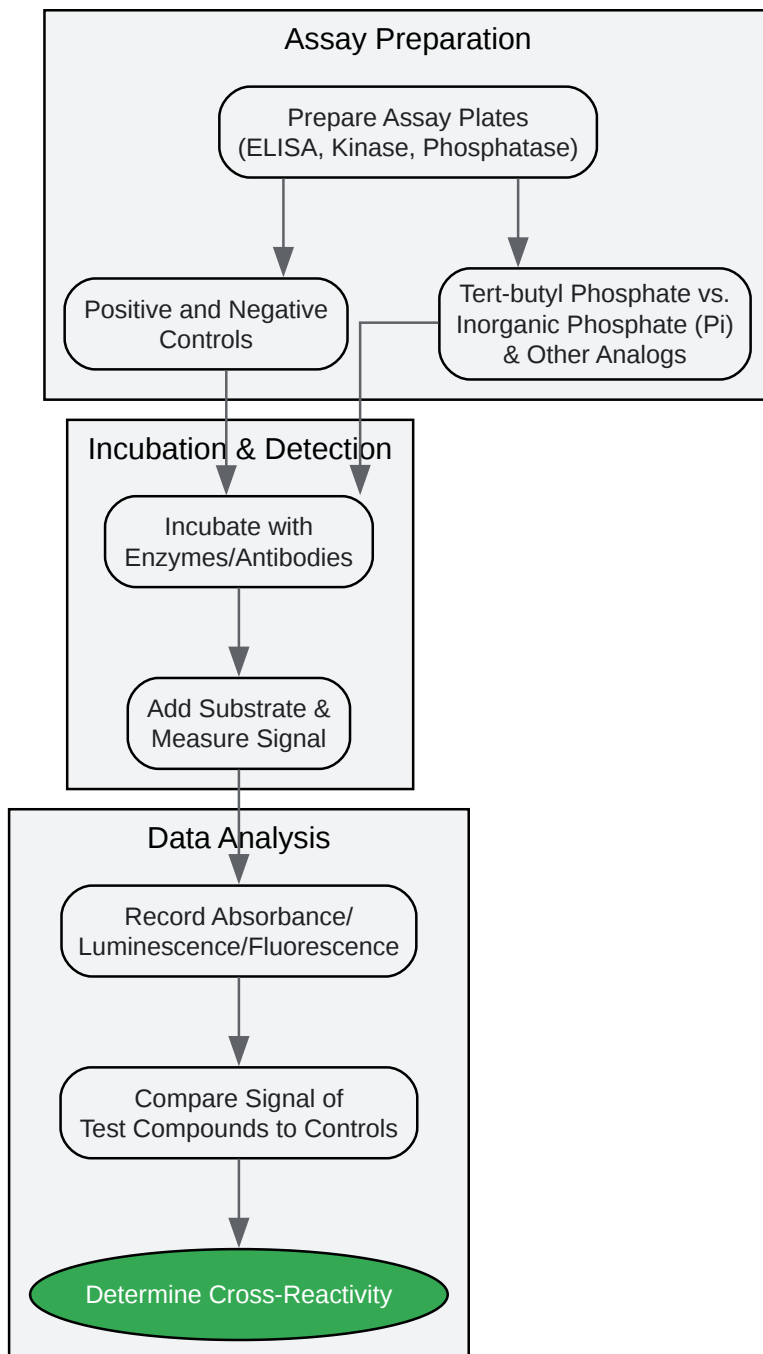 Assay Preparation
Prepare Assay Plates
(ELISA, Kinase, Phosphatase)
Positive and Negative
Controls
Tert-butyl Phosphate vs.
Inorganic Phosphate (Pi)
& Other Analogs
Incubation & Detection
Incubate with
Enzymes/Antibodies
Add Substrate &
Measure Signal
Data Analysis
Record Absorbance/
Luminescence/Fluorescence
Compare Signal of
Test Compounds to Controls
Determine Cross-Reactivity